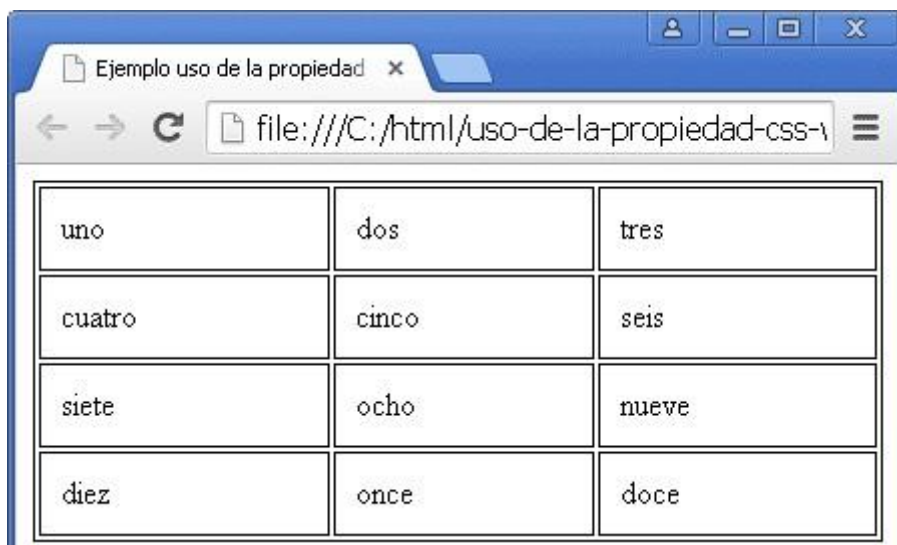 Ejemplo uso de la propiedad
file:///C:/html/uso-de-la-propiedad-css-v
uno dos tres
cuatro cinco seis
siete ocho nueve
diez once doce